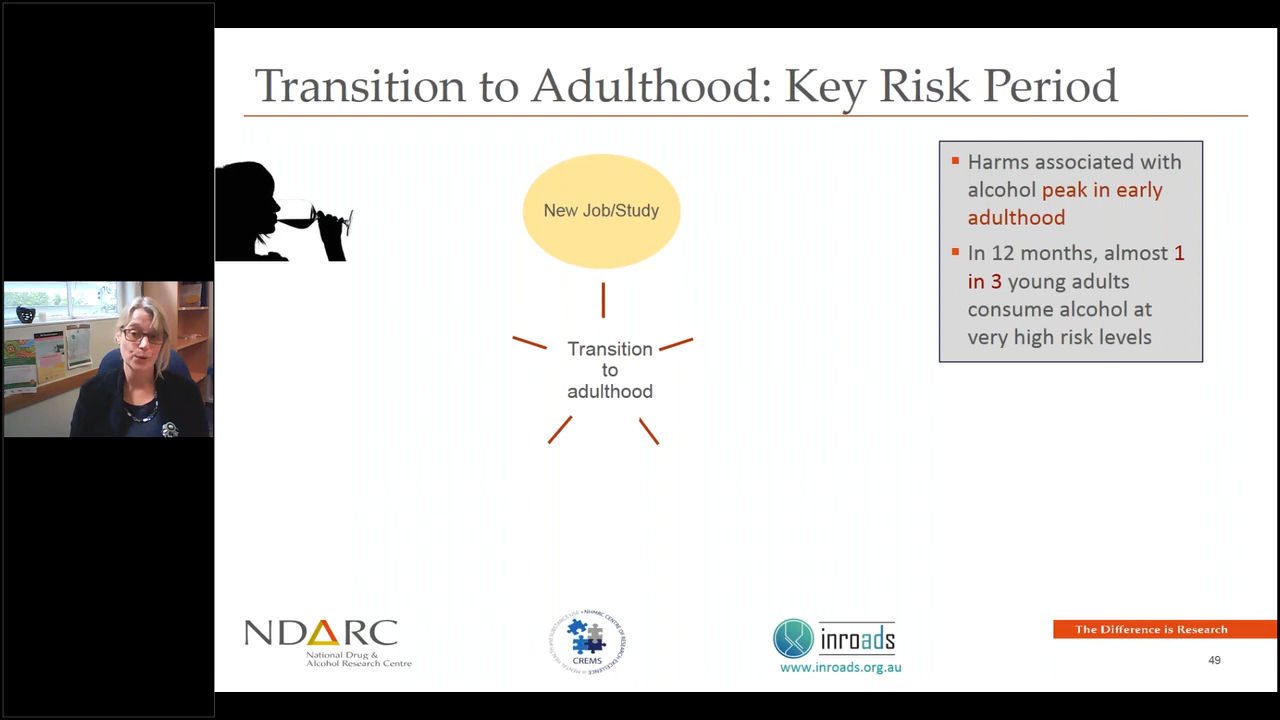 Transition to Adulthood: Key Risk Period
New Job/Study
Transition
to
adulthood
Harms associated with
alcohol peak in early
adulthood
In 12 months, almost 1
in 3 young adults
consume alcohol at
very high risk levels
NDARC
National Drug &
Alcohol Research Centre
CREMS
inroads
www.inroads.org.au
The Difference is Research
49